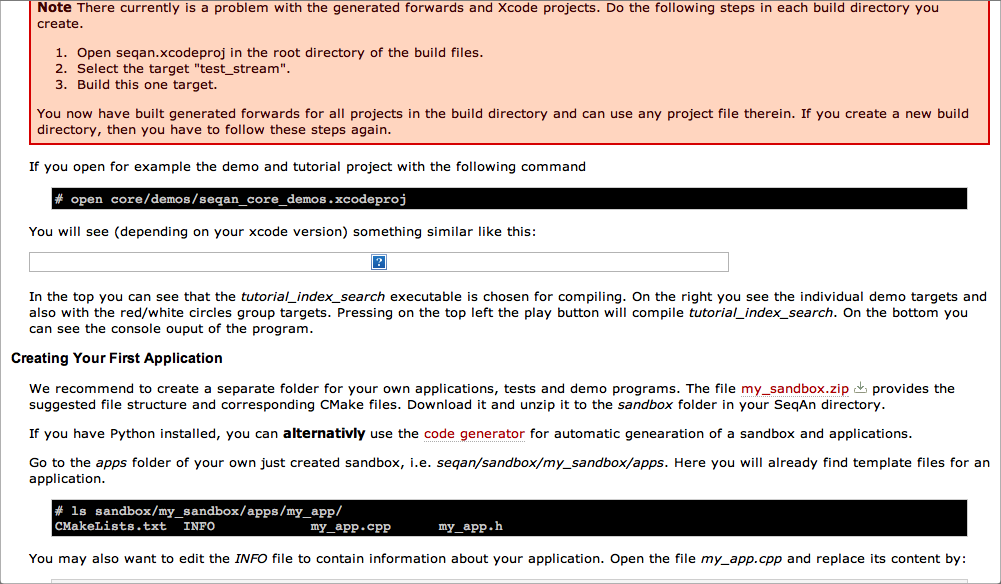 Note There currently is a problem with the generated forwards and Xcode projects. Do the following steps in each build directory you
create.
1. Open seqan.xcodeproj in the root directory of the build files.
2. Select the target "test_stream".
3. Build this one target.
You now have built generated forwards for all projects in the build directory and can use any project file therein. If you create a new build
directory, then you have to follow these steps again.
If you open for example the demo and tutorial project with the following command
# open core/demos/seqan_core_demos.xcodeproj
You will see (depending on your xcode version) something similar like this:
?
In the top you can see that the tutorial_index_search executable is chosen for compiling. On the right you see the individual demo targets and
also with the red/white circles group targets. Pressing on the top left the play button will compile tutorial_index_search. On the bottom you
can see the console ouput of the program.
Creating Your First Application
We recommend to create a separate folder for your own applications, tests and demo programs. The file my_sandbox.zip provides the
suggested file structure and corresponding CMake files. Download it and unzip it to the sandbox folder in your SeqAn directory.
If you have Python installed, you can alternativly use the code generator for automatic genearation of a sandbox and applications.
Go to the apps folder of your own just created sandbox, i.e. seqan/sandbox/my_sandbox/apps. Here you will already find template files for an
application.
# ls sandbox/my_sandbox/apps/my_app/
CMakeLists.txt INFO my_app.cpp my_app.h
You may also want to edit the INFO file to contain information about your application. Open the file my_app.cpp and replace its content by: